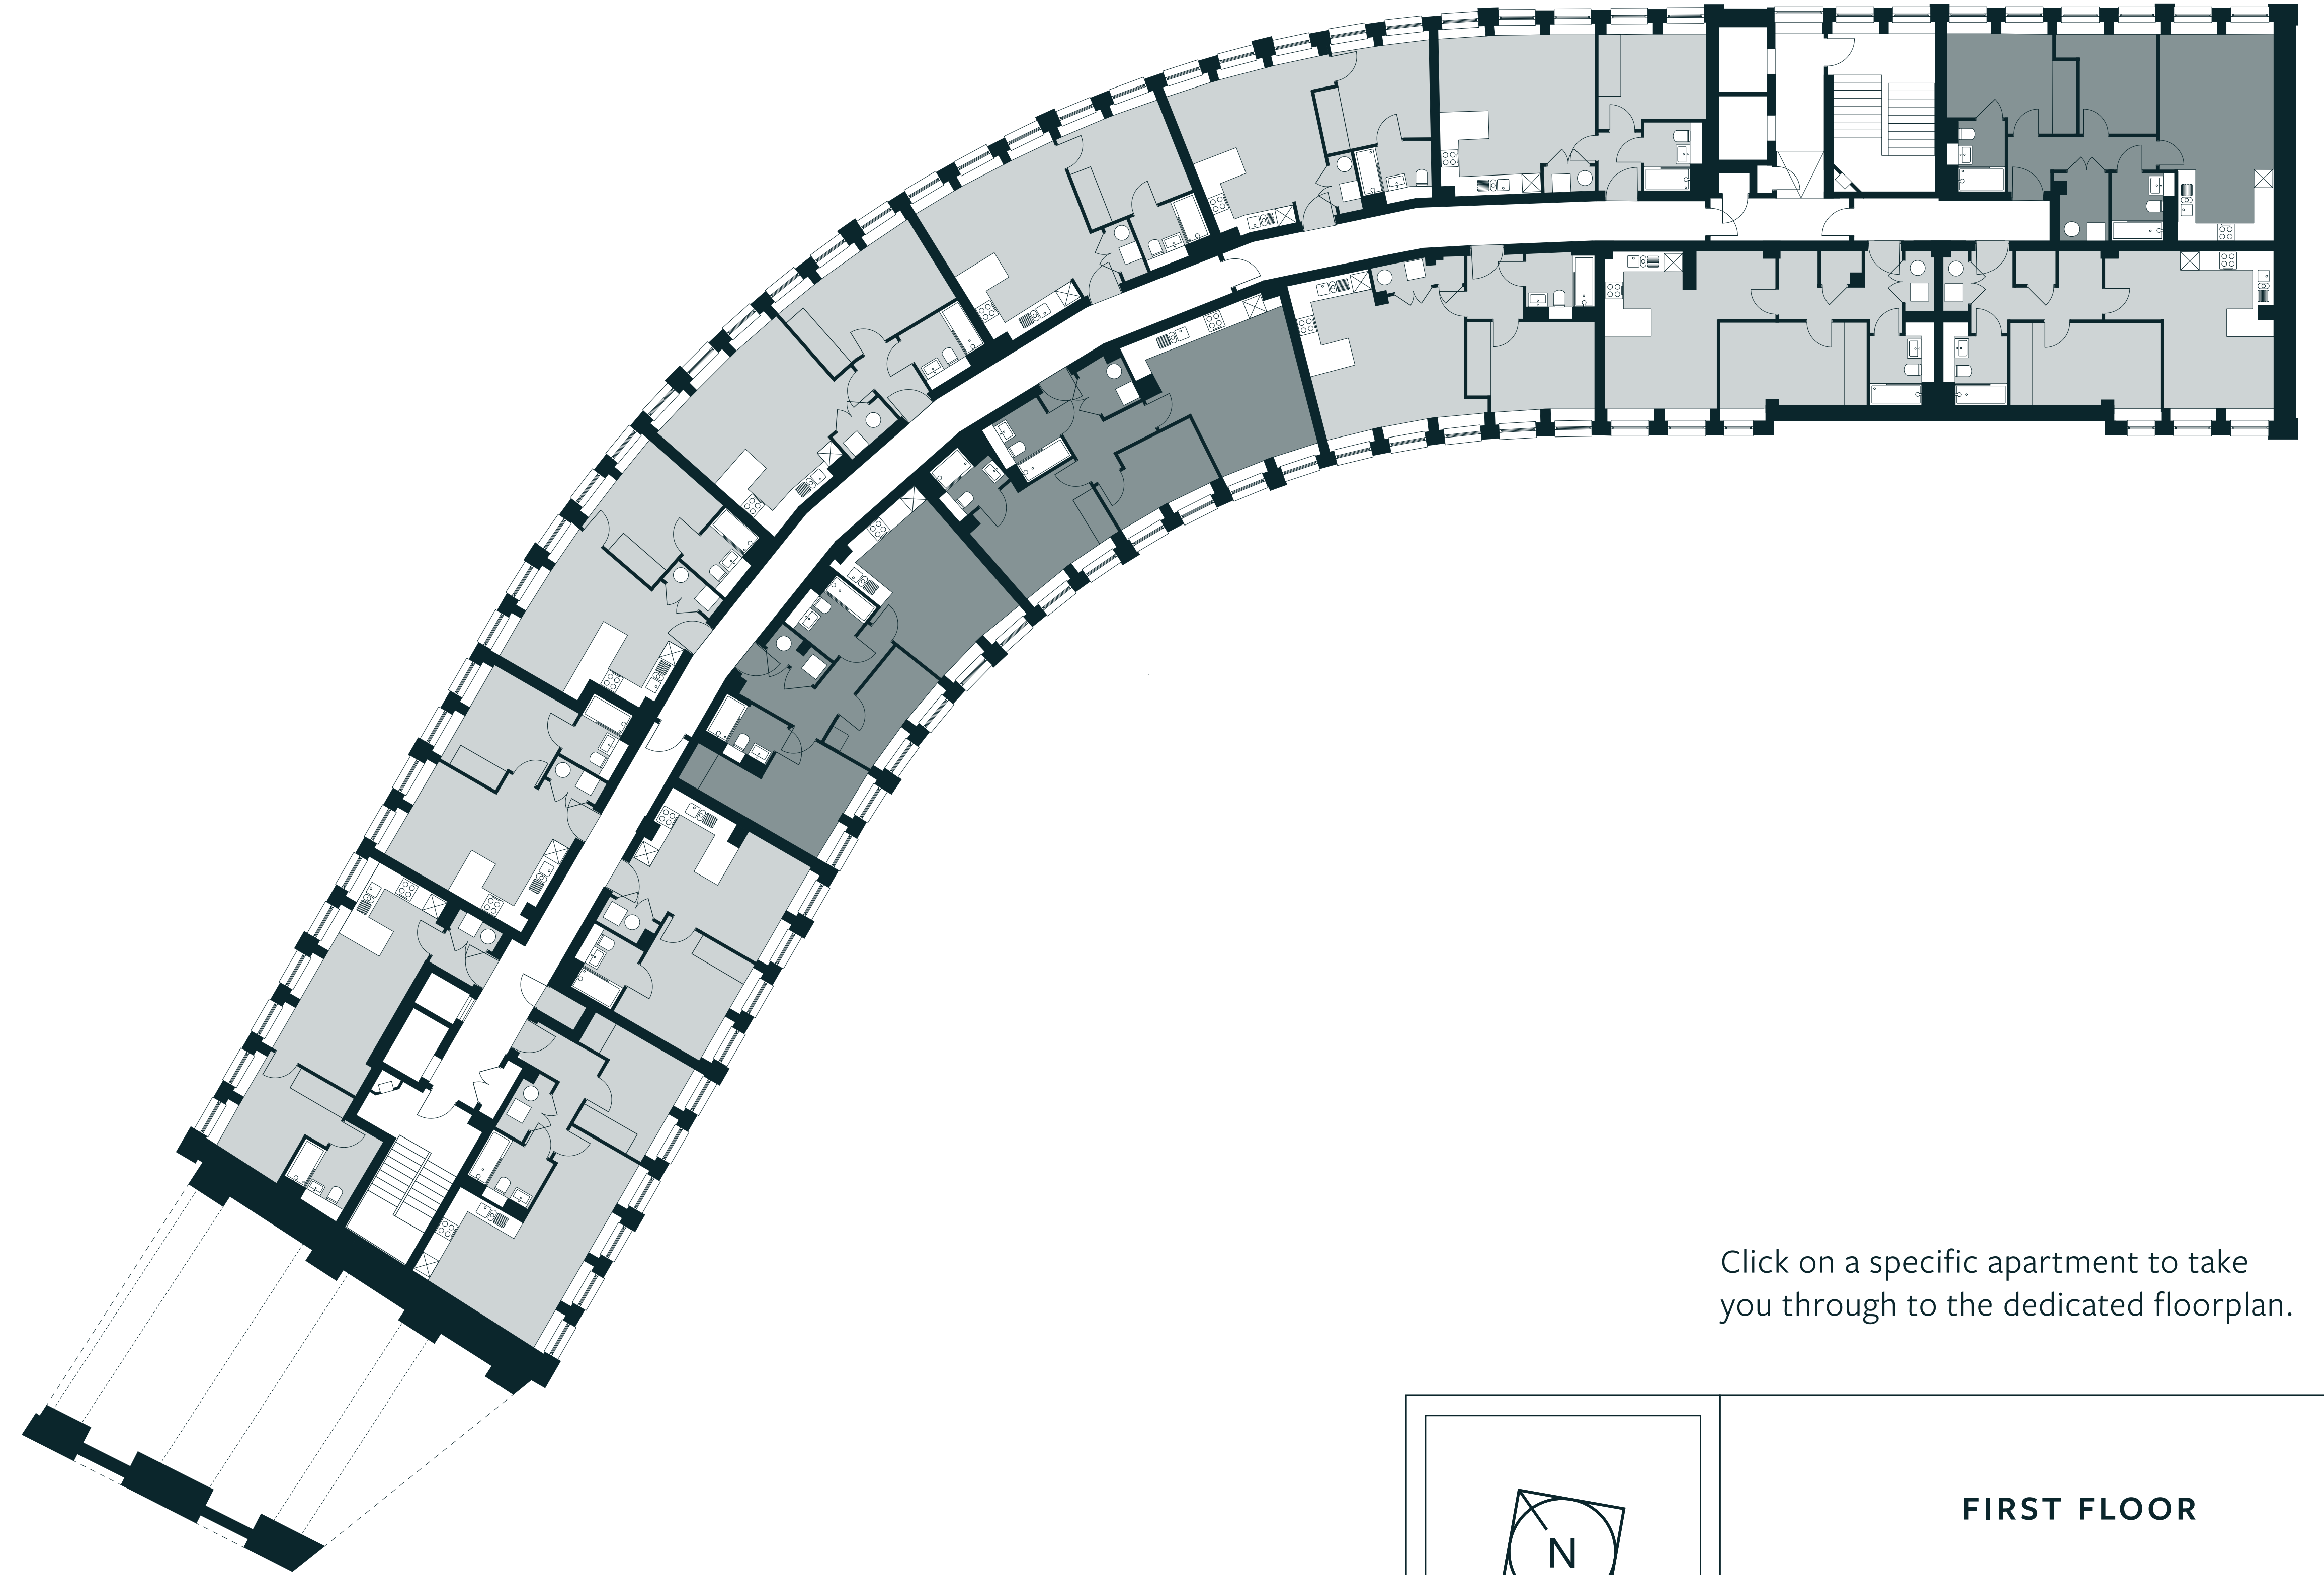 Click on a specific apartment to take
you through to the dedicated floorplan.
FIRST FLOOR
N